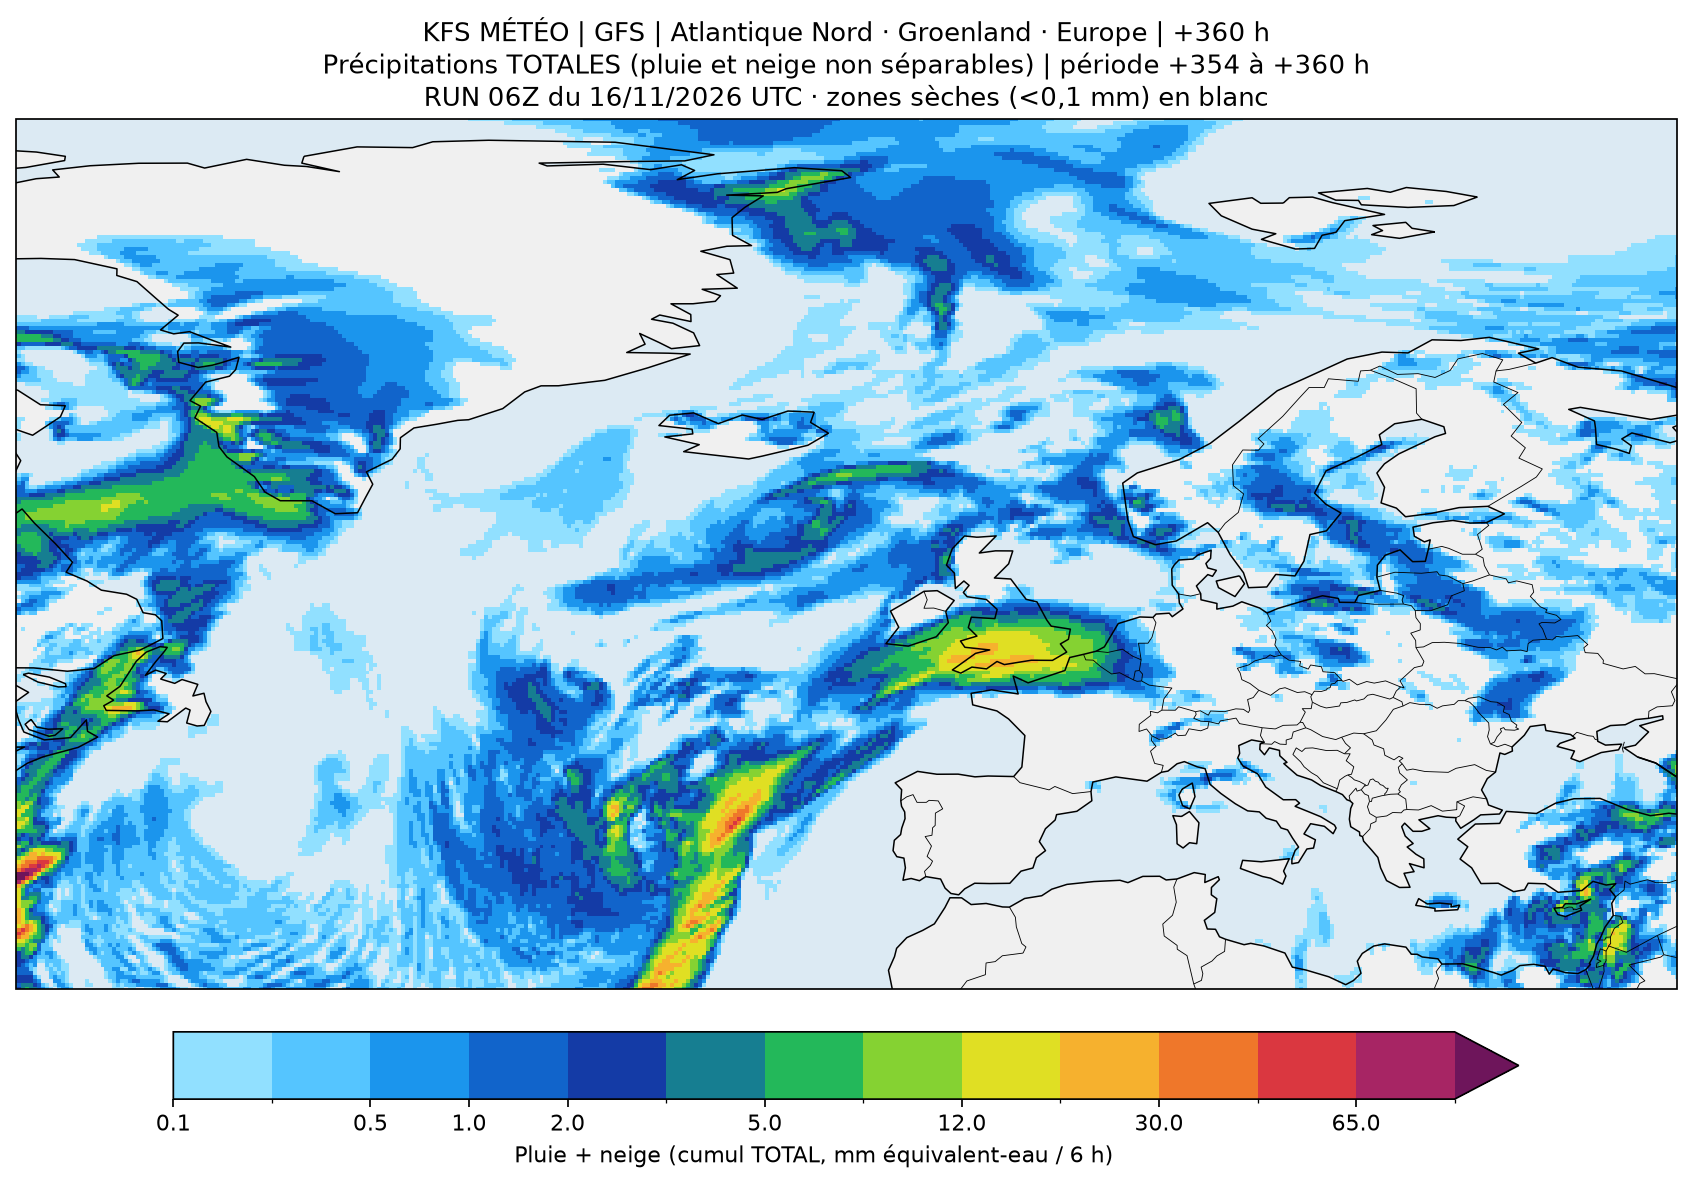 KFS MÉTÉO | GFS | Atlantique Nord · Groenland · Europe | +360 h
Précipitations TOTALES (pluie et neige non séparables) | période +354 à +360 h
RUN 06Z du 16/11/2026 UTC · zones sèches (<0,1 mm) en blanc
0.1 0.5 1.0 2.0 5.0 12.0 30.0 65.0
Pluie + neige (cumul TOTAL, mm équivalent-eau / 6 h)